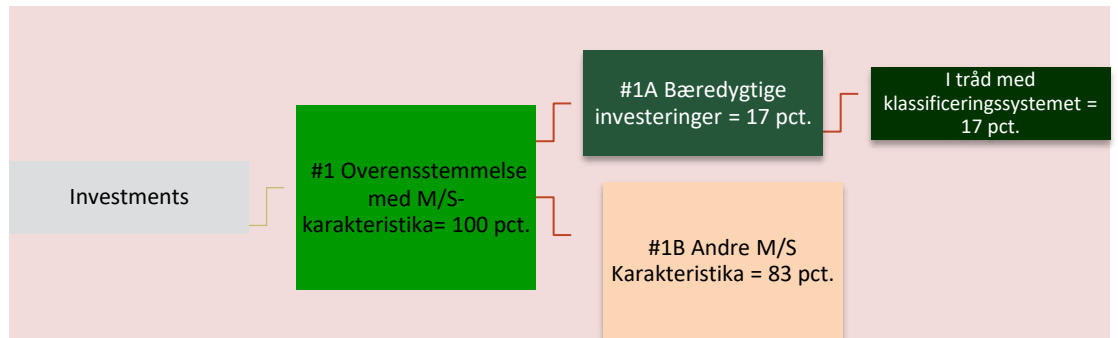 Investments
#1 Overensstemmelse
med M/S-
karakteristika= 100 pct.
#1A Bæredygtige
investeringer = 17 pct.
I tråd med
klassificeringssystemet =
17 pct.
#1B Andre M/S
Karakteristika = 83 pct.